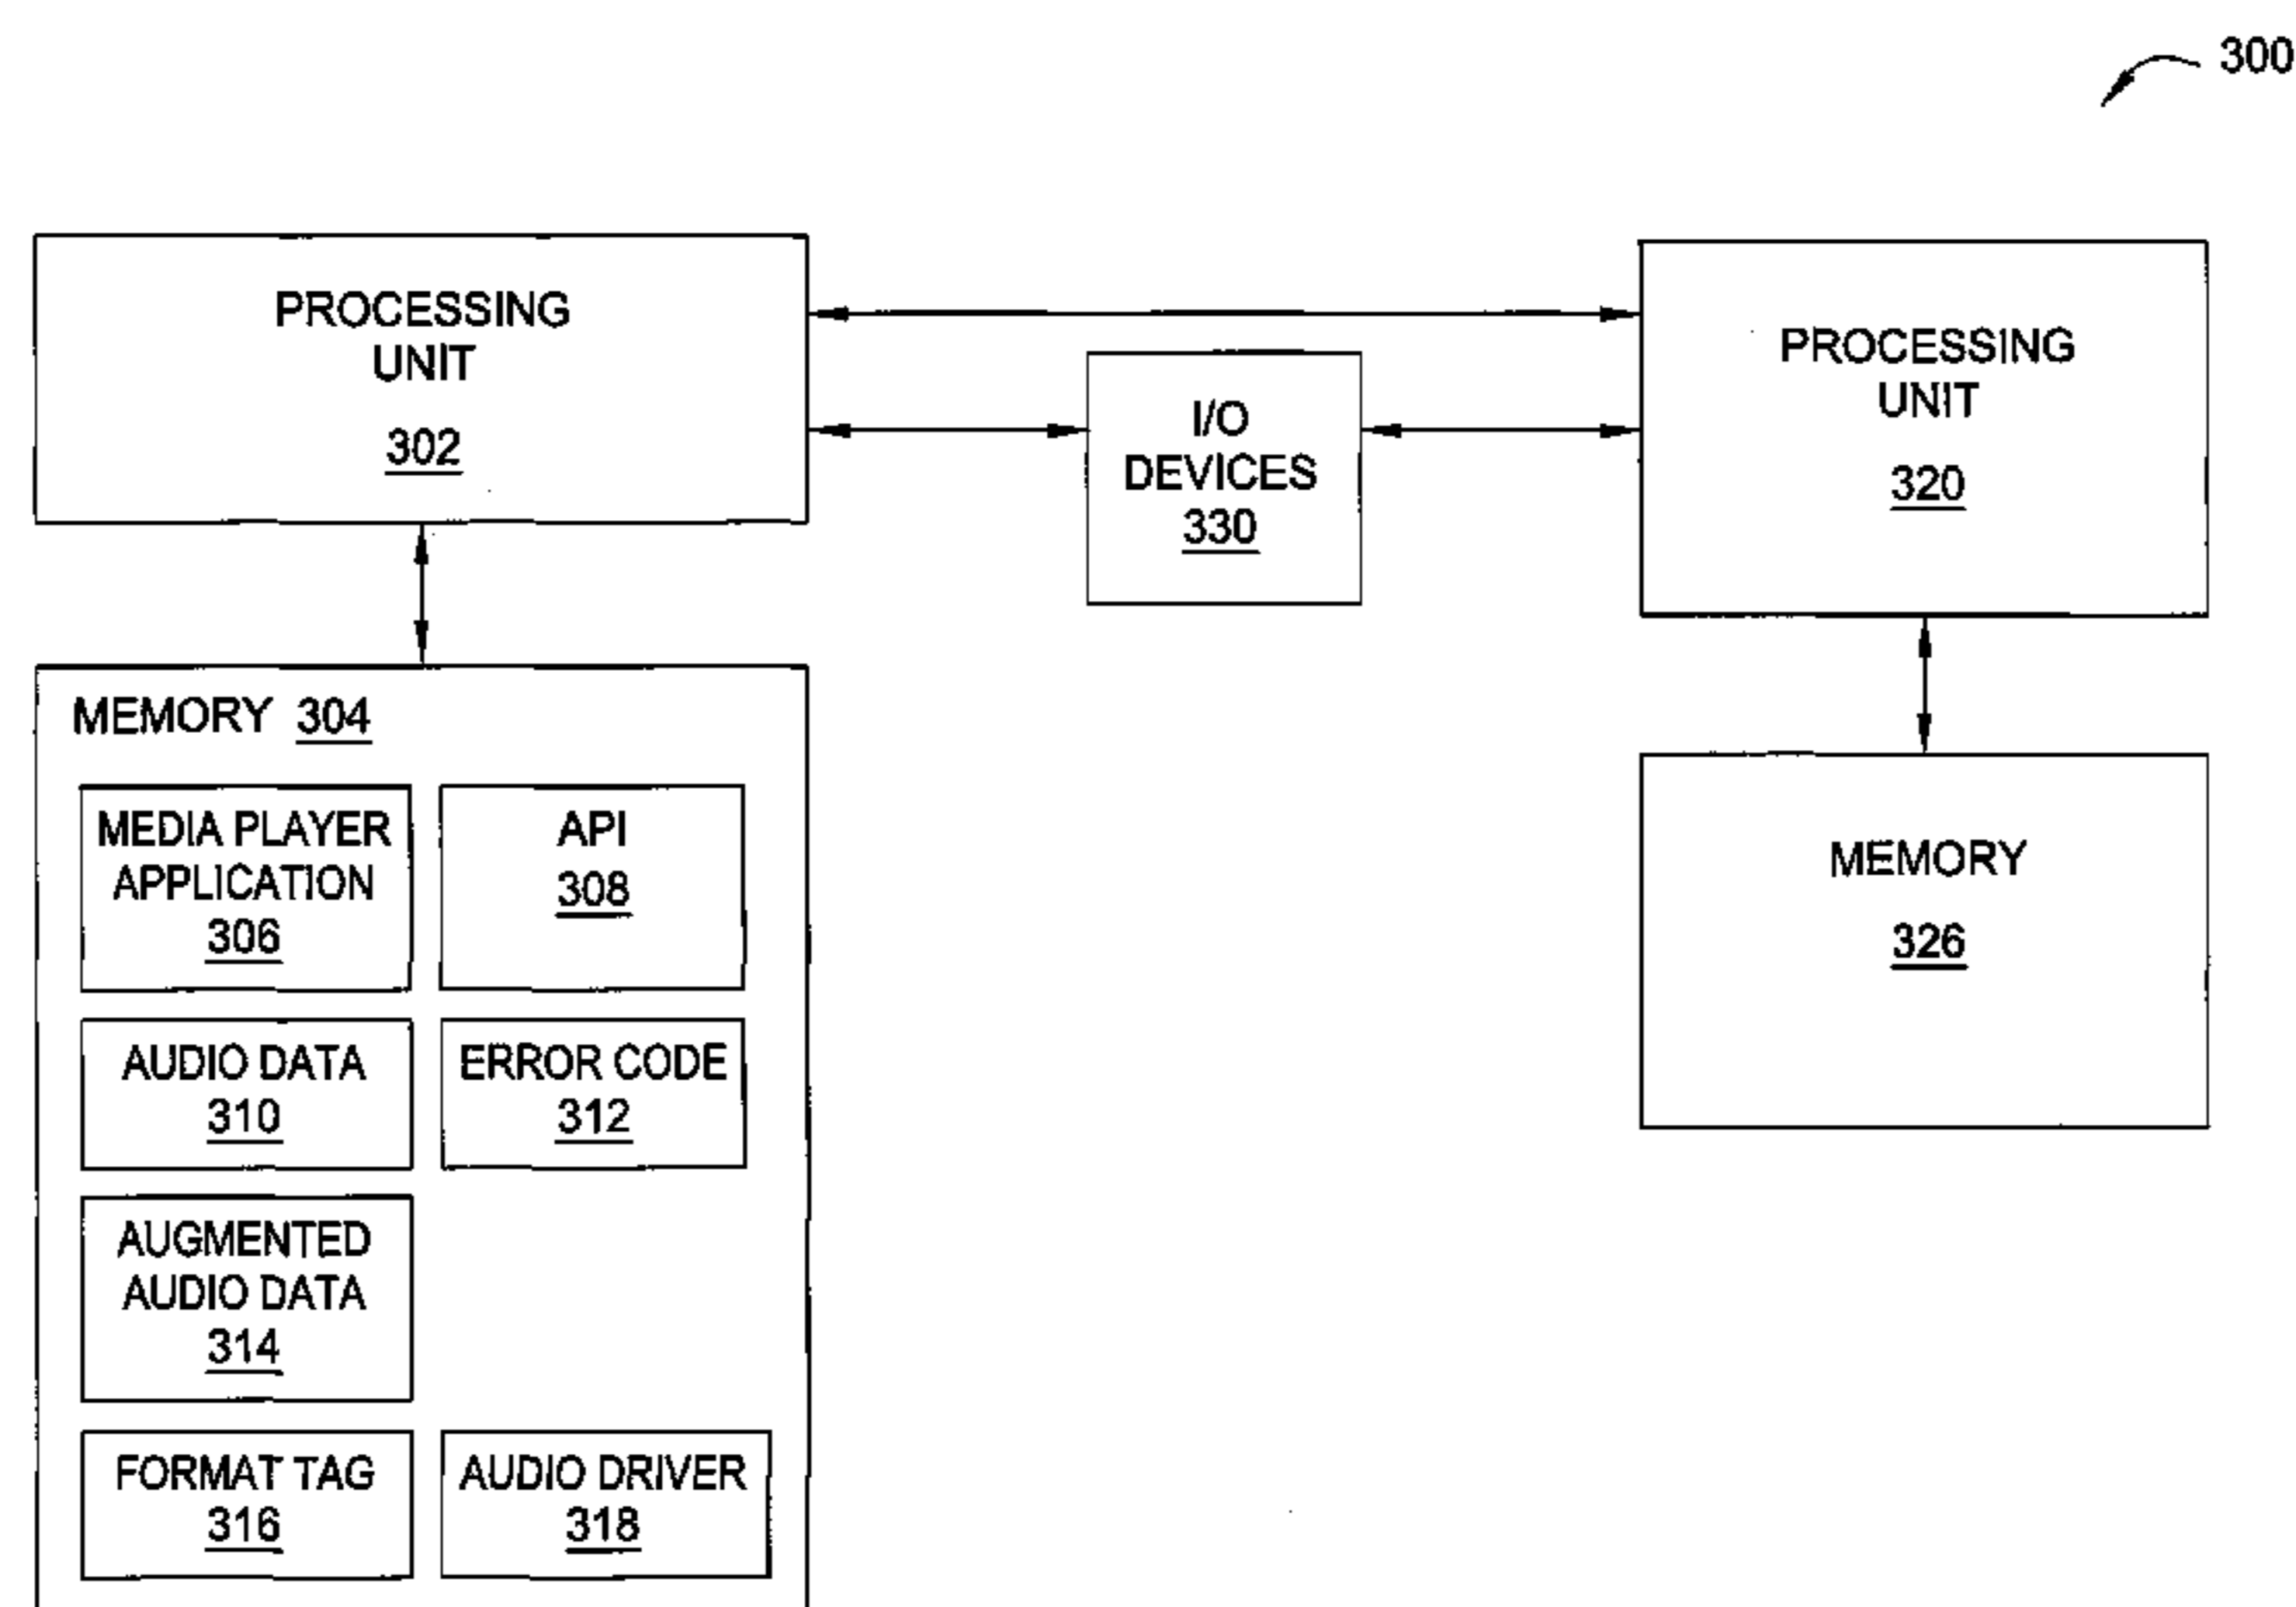 300
PROCESSING
UNIT
302
I/O
DEVICES
330
PROCESSING
UNIT
320
MEMORY 304
MEDIA PLAYER
APPLICATION
306
API
308
AUDIO DATA
310
ERROR CODE
312
AUGMENTED
AUDIO DATA
314
FORMAT TAG
316
AUDIO DRIVER
318
MEMORY
326